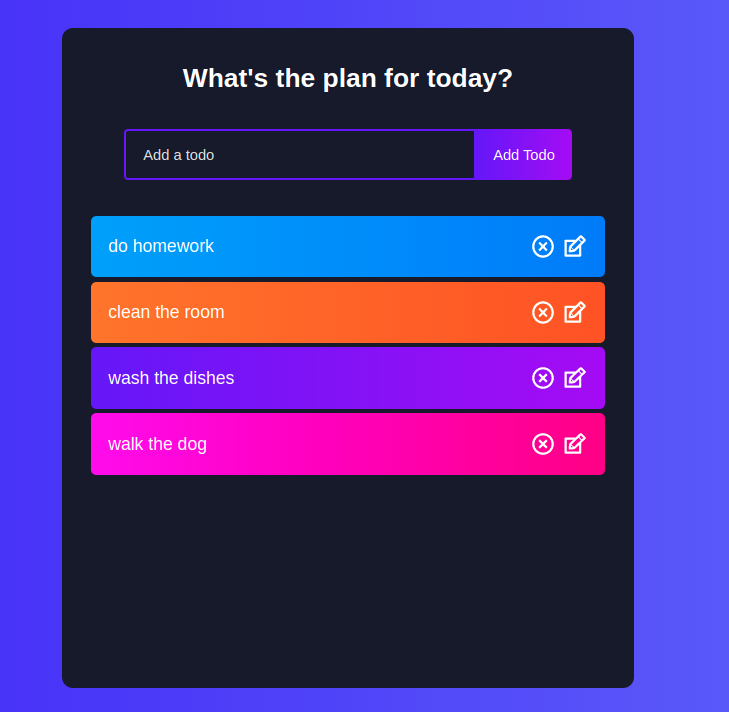 What's the plan for today?
Add a todo
Add Todo
do homework
clean the room
wash the dishes
walk the dog